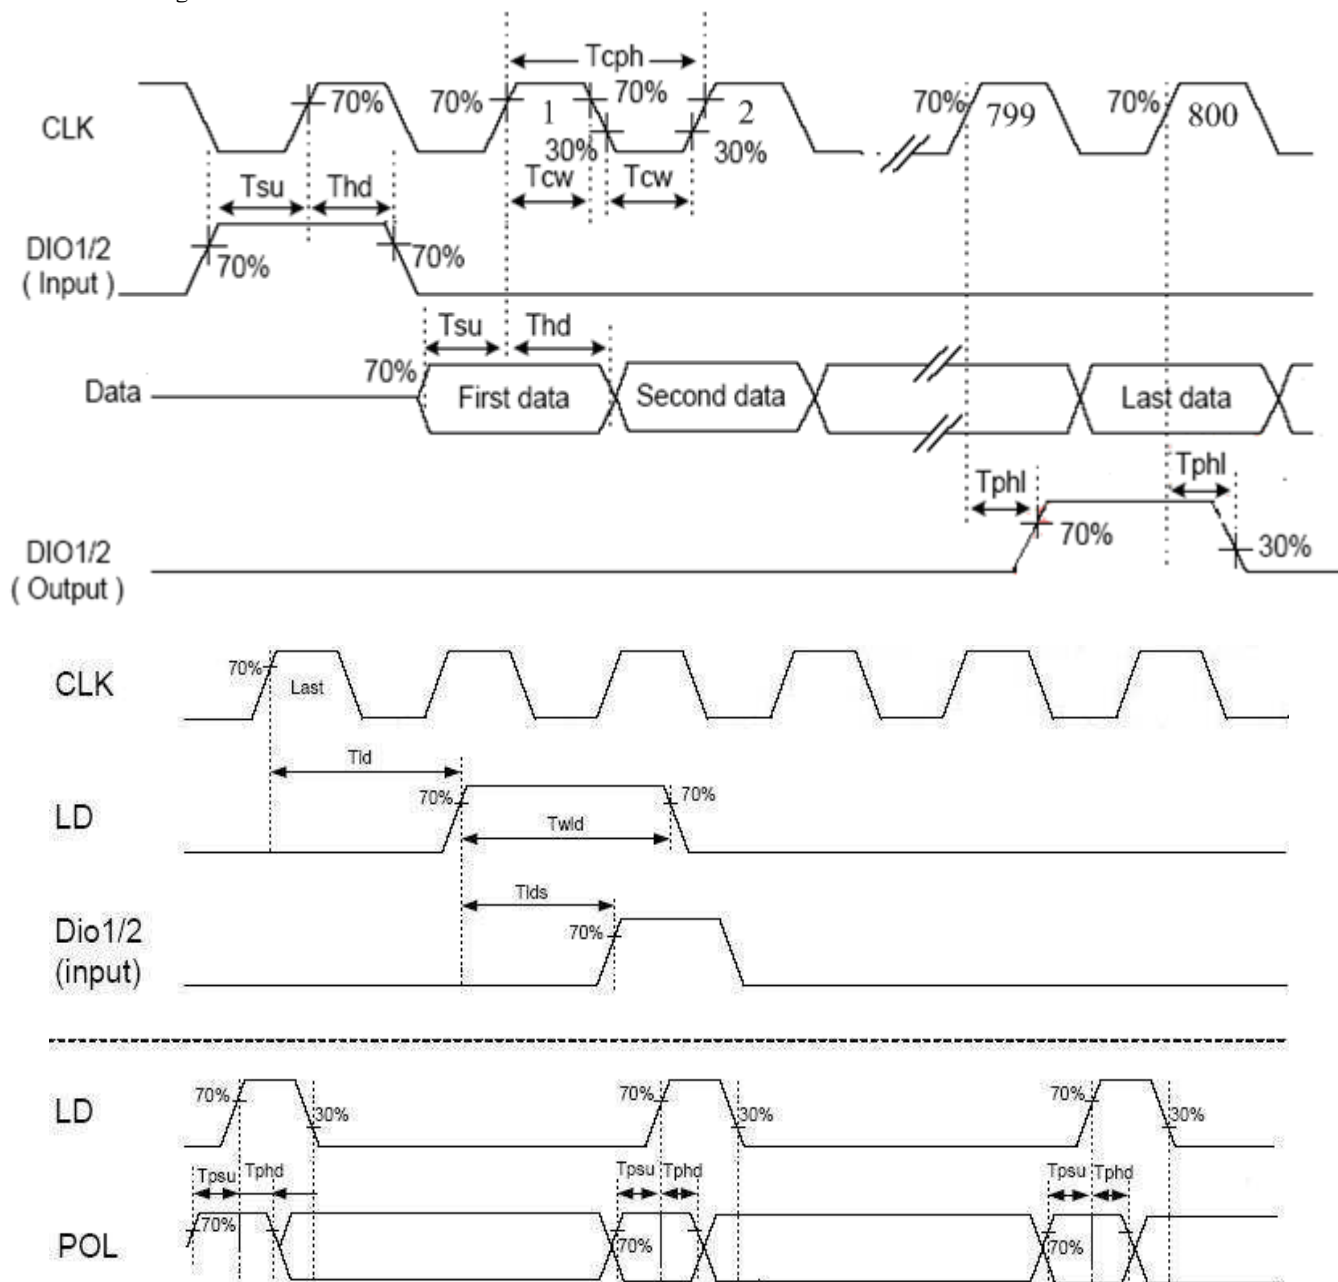 Tcph
CLK
70%
70%
1
70%
2
70%
799
70%
800
30%
30%
Tsu
Thd
Tcw
Tcw
DIO1/2
( Input )
70%
70%
Tsu
Thd
70%
Data
First data
Second data
Last data
Tphl
Tphl
DIO1/2
( Output )
70%
30%
CLK
70%
Last
Tld
LD
70%
70%
Twld
Tlds
Dio1/2
(input)
70%
LD
70%
30%
70%
30%
70%
30%
Tpsu
Tphd
Tpsu
Tphd
Tpsu
Tphd
POL
70%
70%
70%